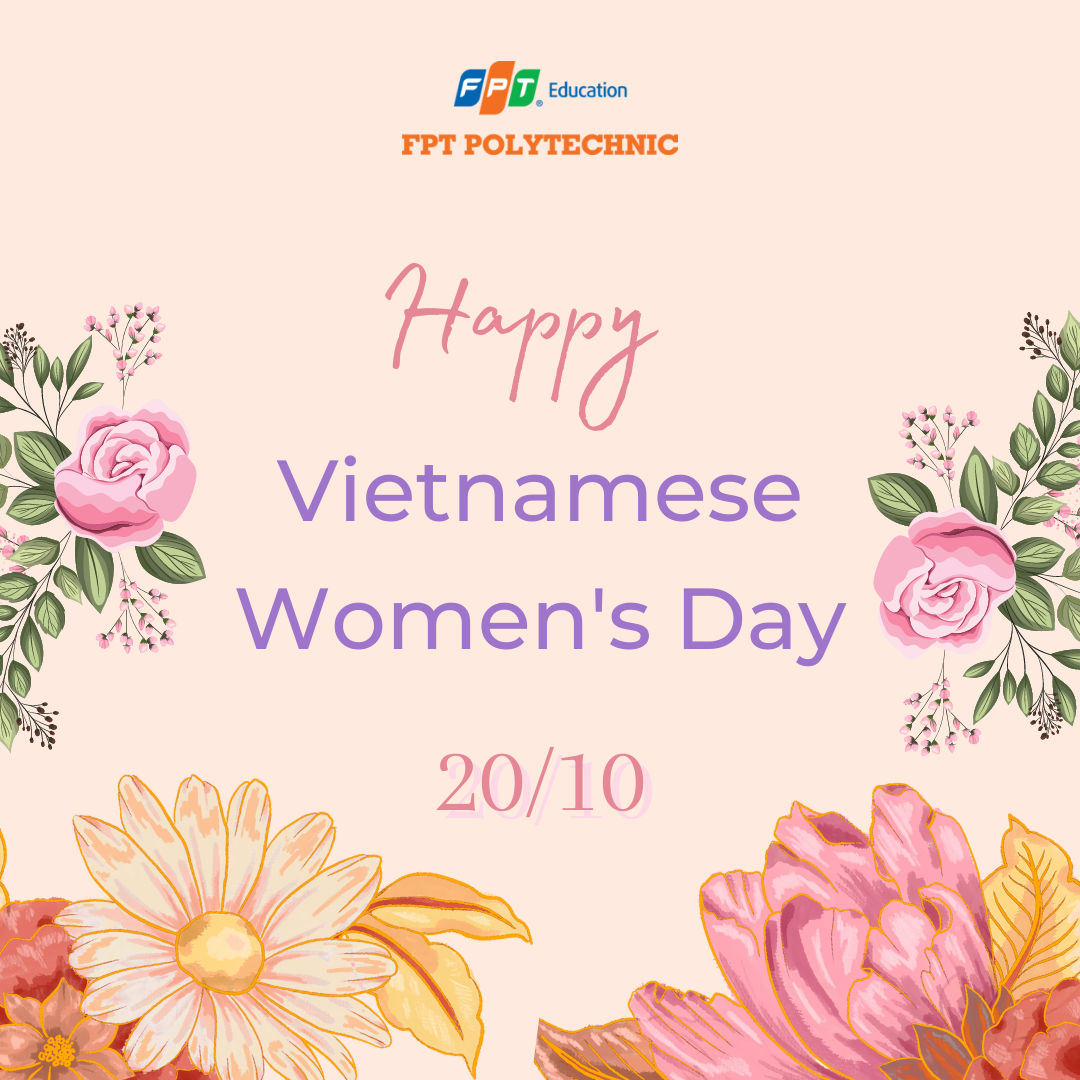 FPT Education
FPT POLYTECHNIC
Happy
Vietnamese
Women's Day
20/10